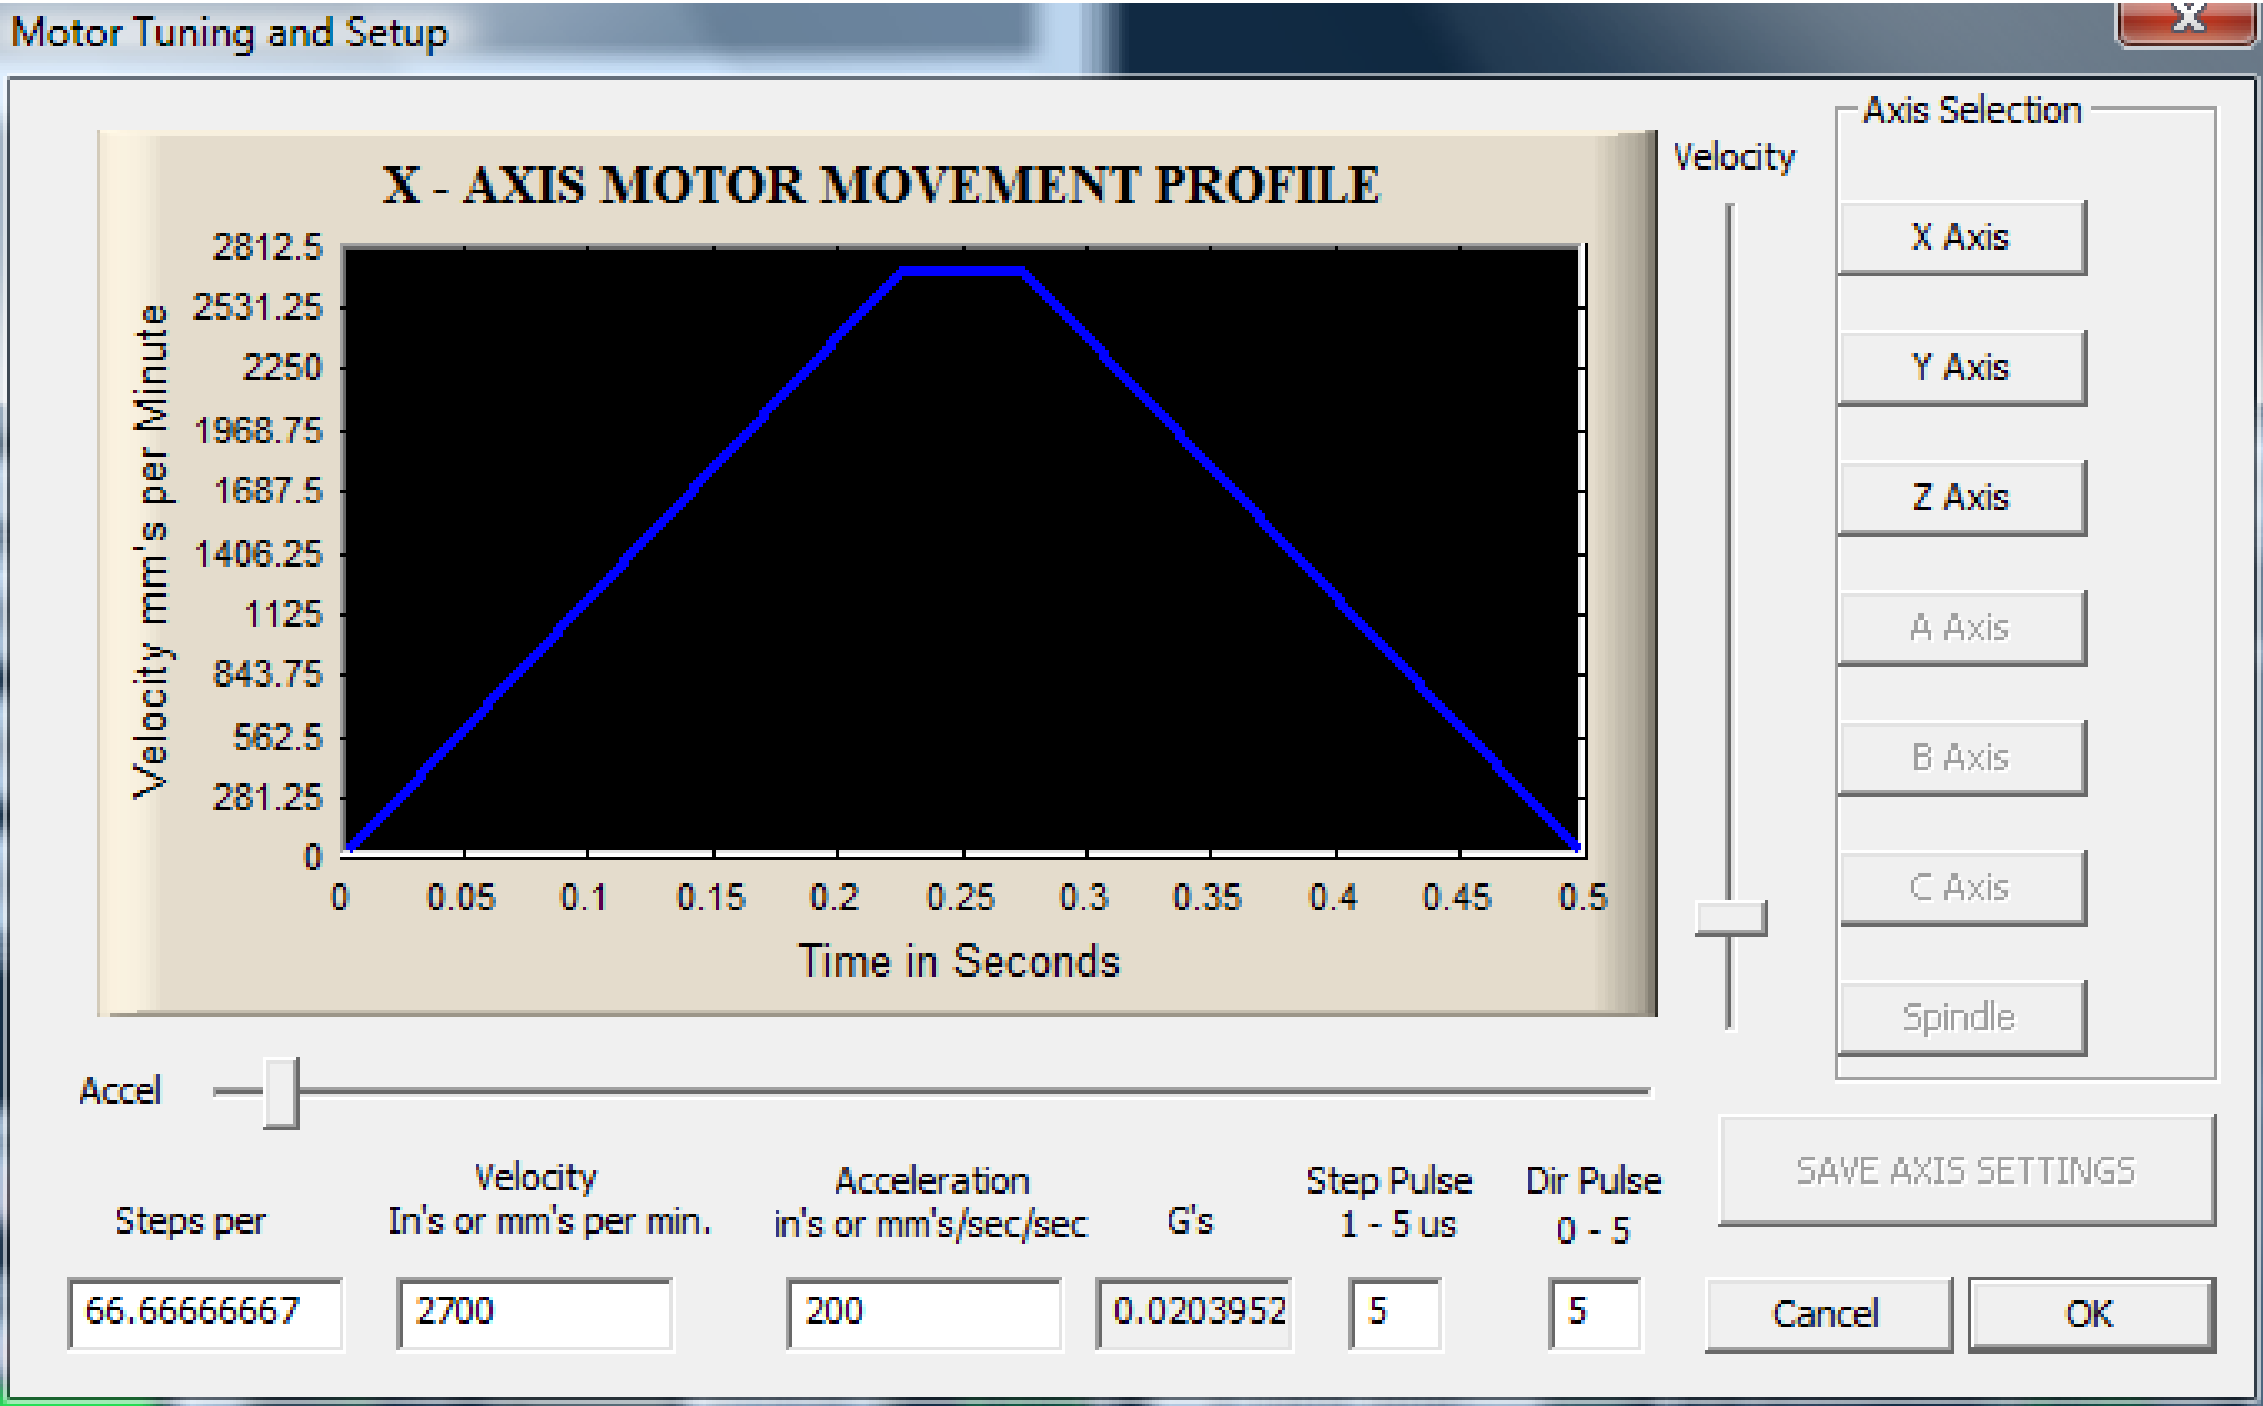 Motor Tuning and Setup
X
X - AXIS MOTOR MOVEMENT PROFILE
Velocity mm's per Minute
2812.5
2531.25
2250
1968.75
1687.5
1406.25
1125
843.75
562.5
281.25
0
0 0.05 0.1 0.15 0.2 0.25 0.3 0.35 0.4 0.45 0.5
Time in Seconds
Velocity
Axis Selection
X Axis
Y Axis
Z Axis
A Axis
B Axis
C Axis
Spindle
Accel
Steps per
66.66666667
Velocity
In's or mm's per min.
2700
Acceleration
in's or mm's/sec/sec
200
G's
0.0203952
Step Pulse
1 - 5 us
5
Dir Pulse
0 - 5
5
SAVE AXIS SETTINGS
Cancel
OK